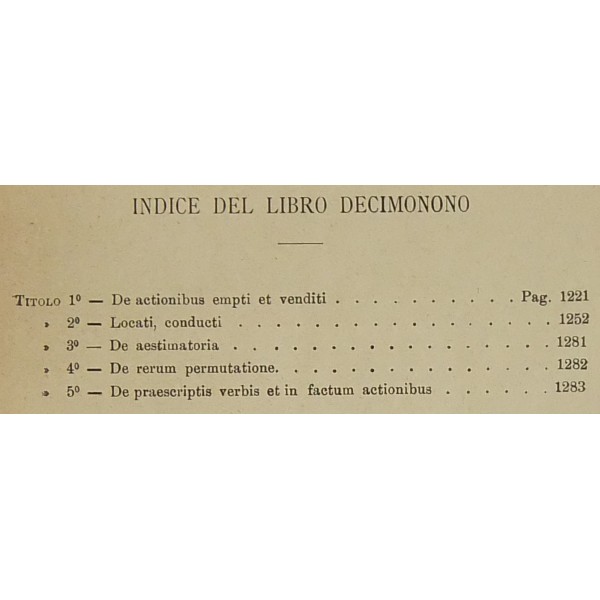 INDICE DEL LIBRO DECIMONONO
TITOLO 1º — De actionibus empti et venditi . . . . . . . . . . . Pag. 1221
» 2º — Locati, conducti . . . . . . . . . . . . . . . . . . 1252
» 3º — De aestimatoria . . . . . . . . . . . . . . . . . . 1281
» 4º — De rerum permutatione. . . . . . . . . . . . . . . 1282
» 5º — De praescriptis verbis et in factum actionibus . . . . . . 1283